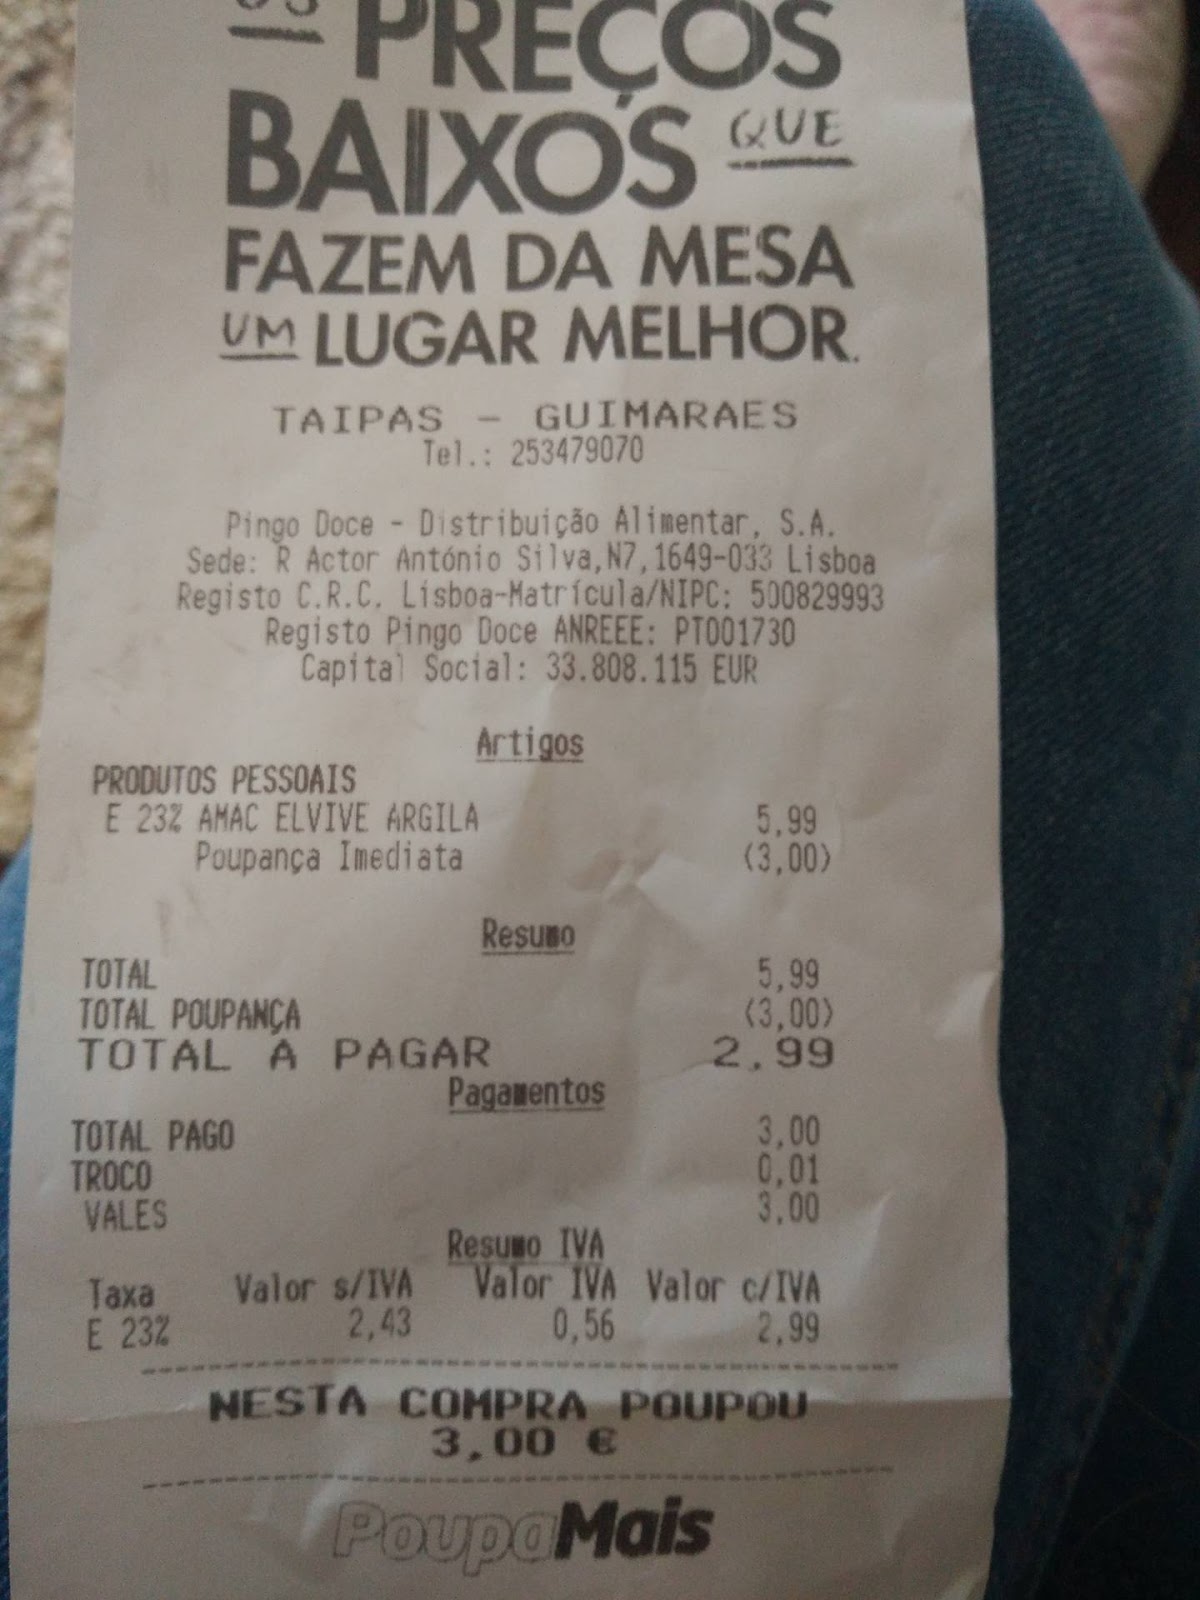 OS PREÇOS
BAIXOS QUE
FAZEM DA MESA
UM LUGAR MELHOR.
TAIPAS - GUIMARAES
Tel.: 253479070
Pingo Doce - Distribuição Alimentar, S.A.
Sede: R Actor António Silva,N7,1649-033 Lisboa
Registo C.R.C. Lisboa-Matrícula/NIPC: 500829993
Registo Pingo Doce ANREEE: PT001730
Capital Social: 33.808.115 EUR
Artigos
PRODUTOS PESSOAIS
E 23% AMAC ELVIVE ARGILA 5,99
Poupança Imediata (3,00)
Resumo
TOTAL 5,99
TOTAL POUPANÇA (3,00)
TOTAL A PAGAR 2,99
Pagamentos
TOTAL PAGO 3,00
TROCO 0,01
VALES 3,00
Resumo IVA
Taxa Valor s/IVA Valor IVA Valor c/IVA
E 23% 2,43 0,56 2,99
NESTA COMPRA POUPOU
3,00 €
PoupaMais